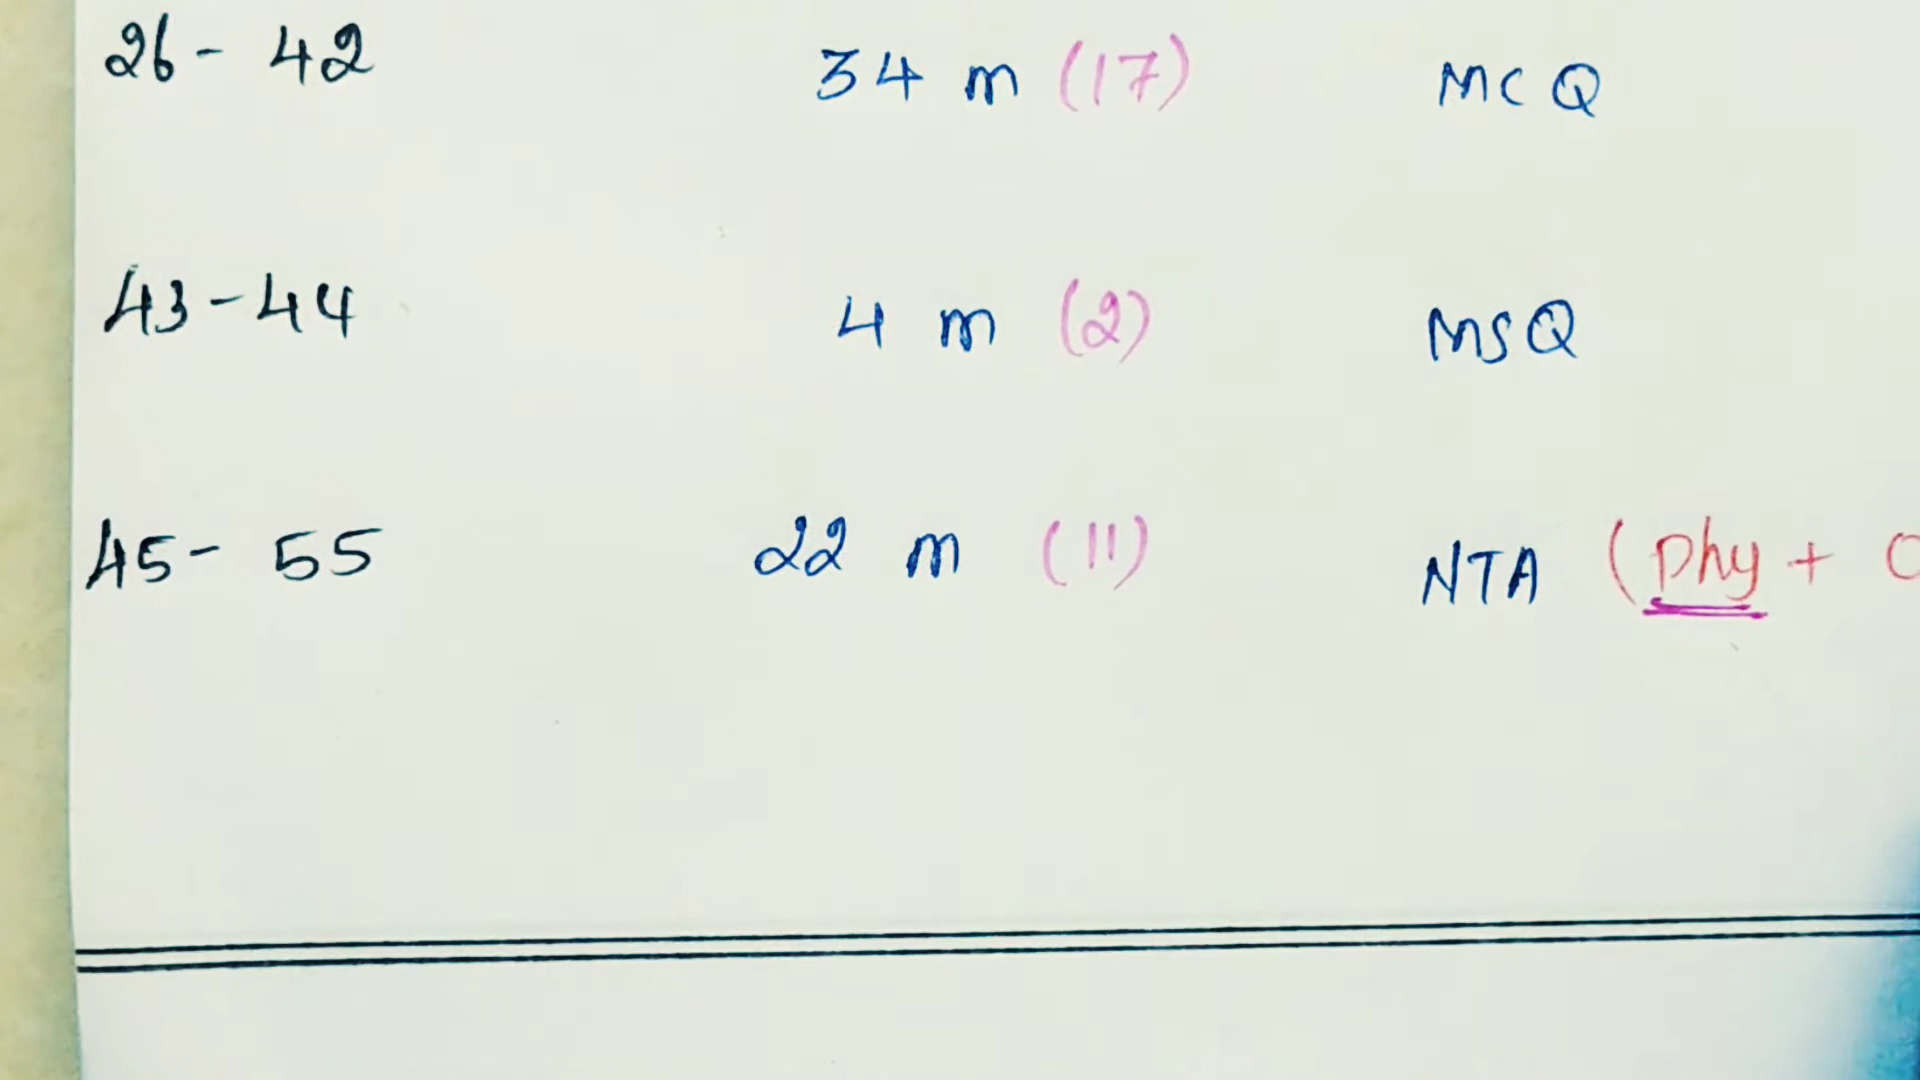 26 - 42 34 m (17) MCQ
43 - 44 4 m (2) MSQ
45 - 55 22 m (11) NTA (Phy +